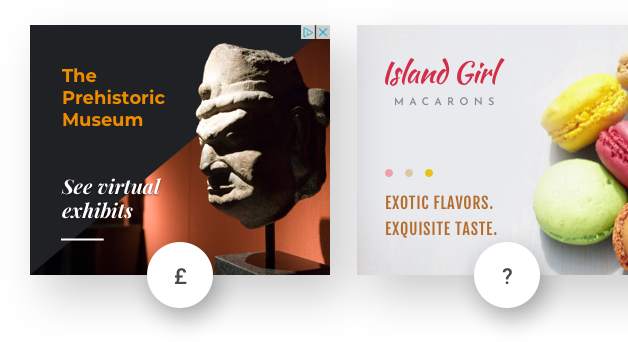 The
Prehistoric
Museum
See virtual
exhibits
£
Island Girl
MACARONS
EXOTIC FLAVORS.
EXQUISITE TASTE.
?